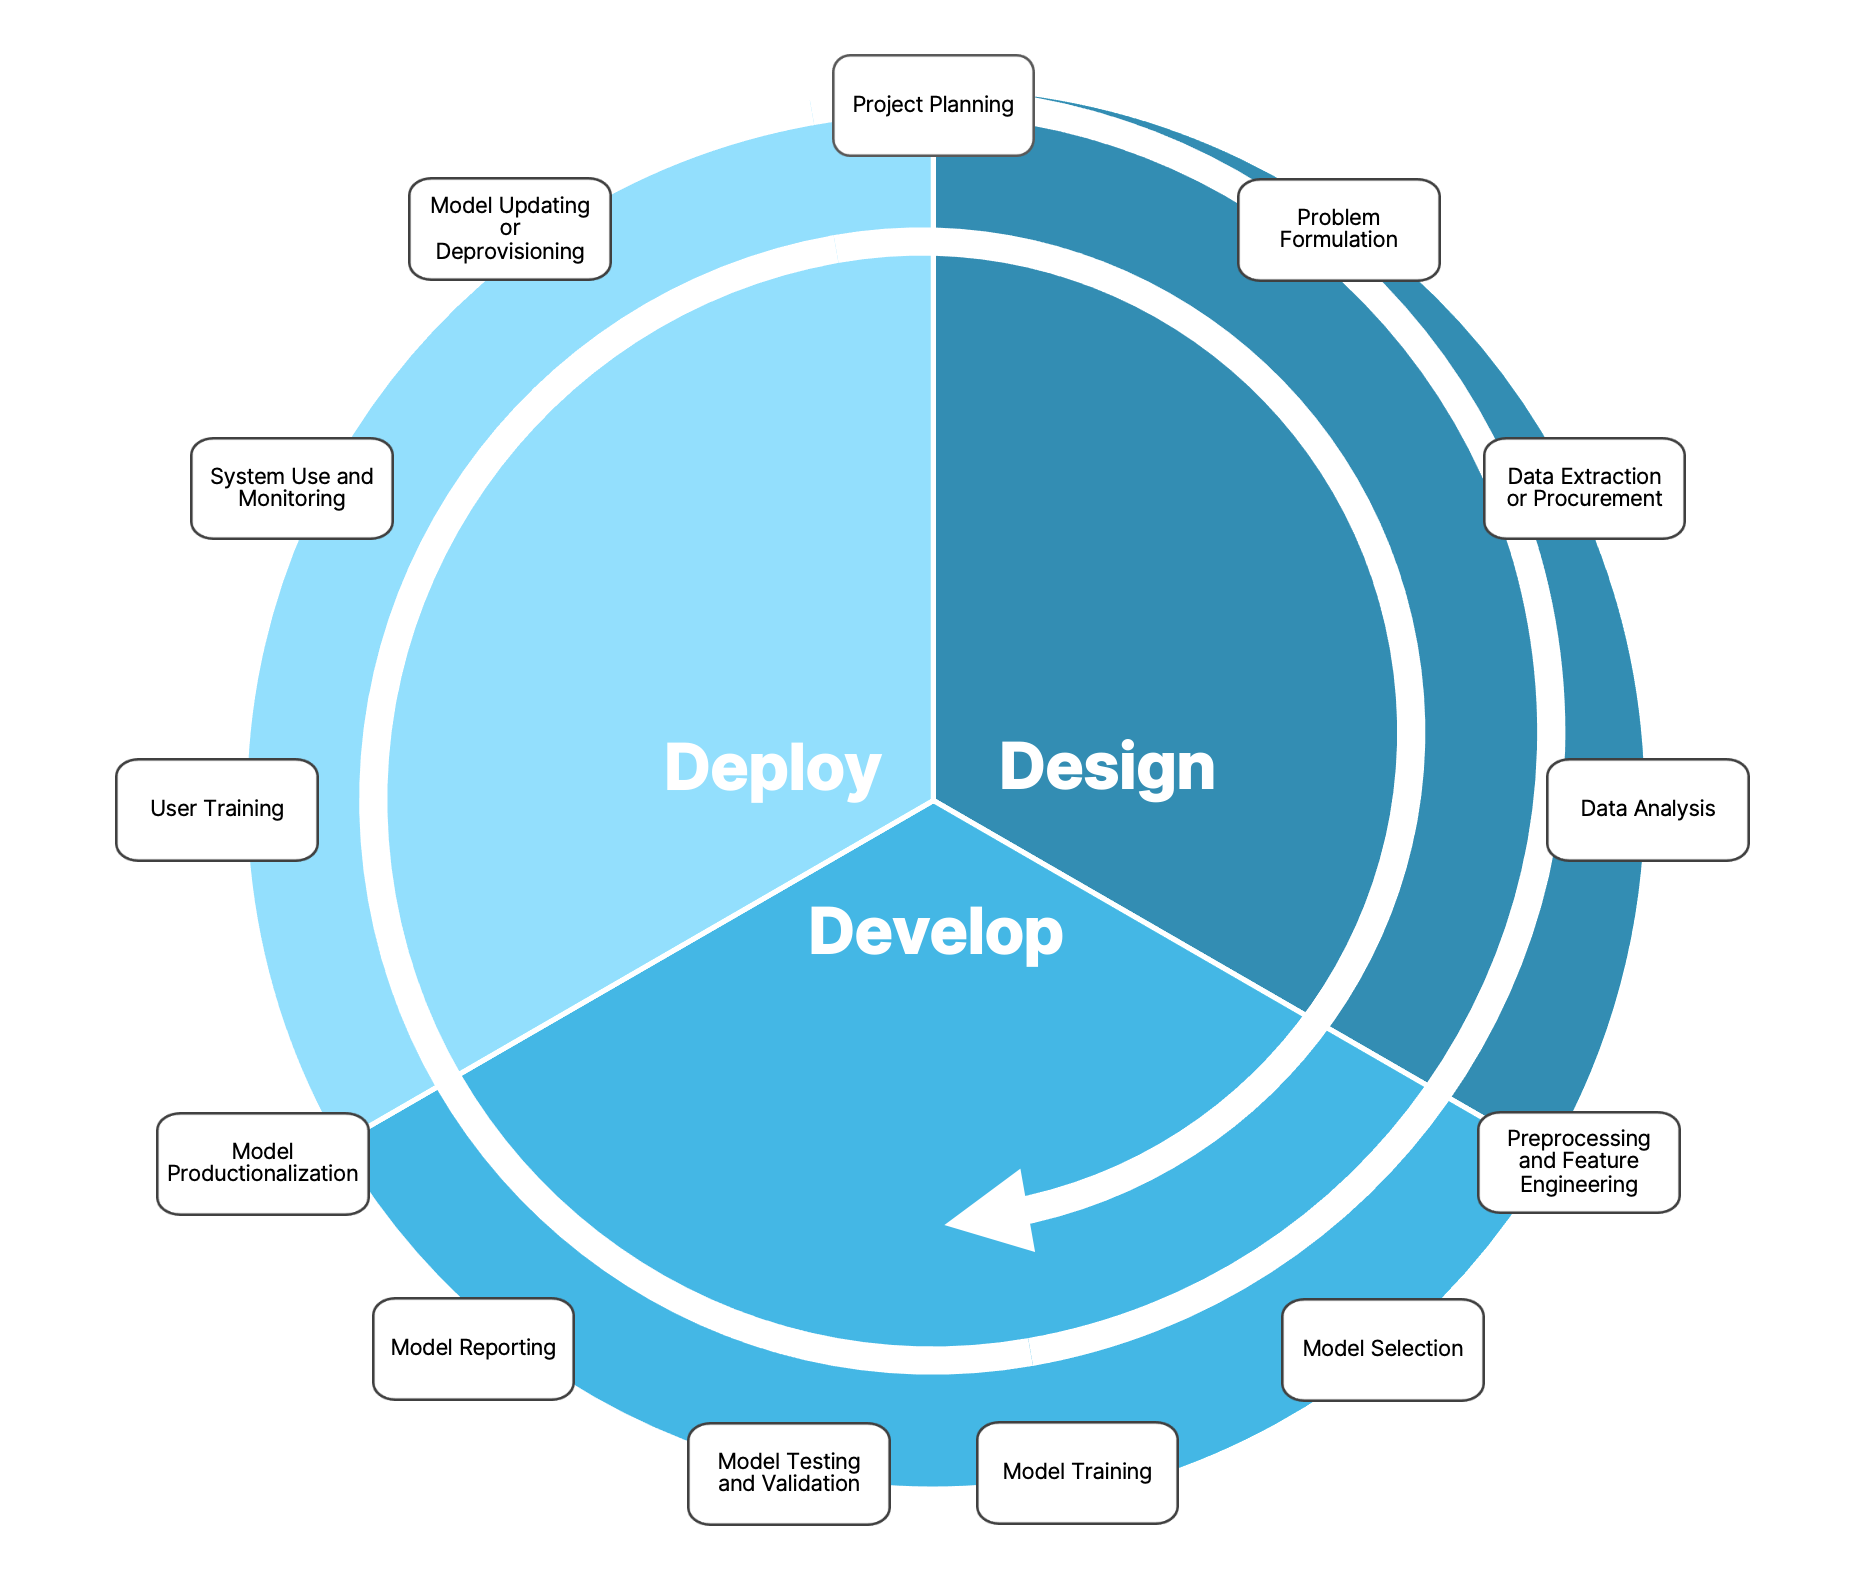 Project Planning
Problem
Formulation
Data Extraction
or Procurement
Data Analysis
Preprocessing
and Feature
Engineering
Model Selection
Model Training
Model Testing
and Validation
Model Reporting
Model
Productionalization
User Training
System Use and
Monitoring
Model Updating
or
Deprovisioning
Design
Develop
Deploy